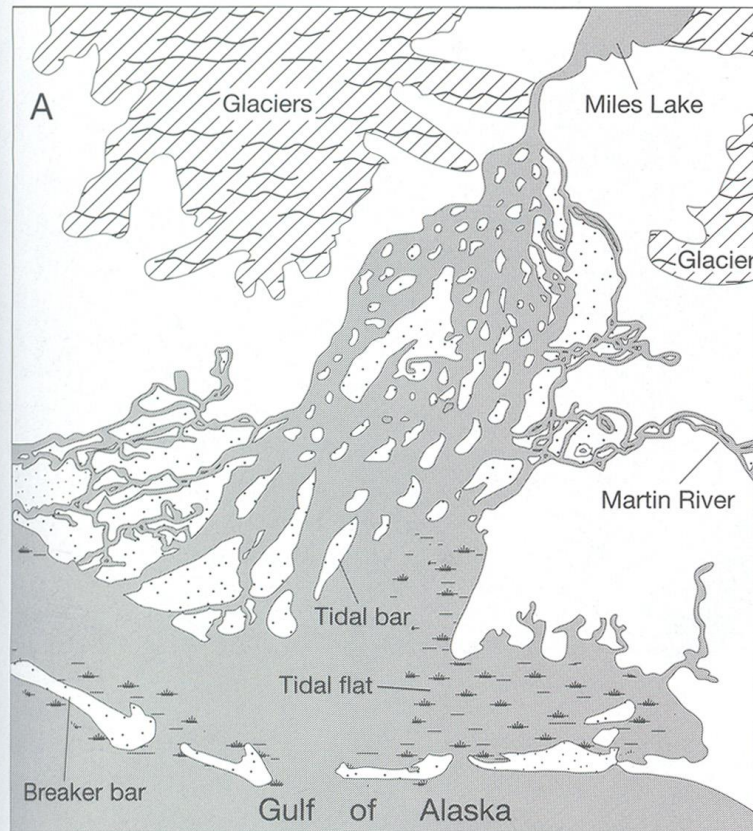 A
Glaciers
Miles Lake
Glacier
Martin River
Tidal bar
Tidal flat
Breaker bar
Gulf of Alaska